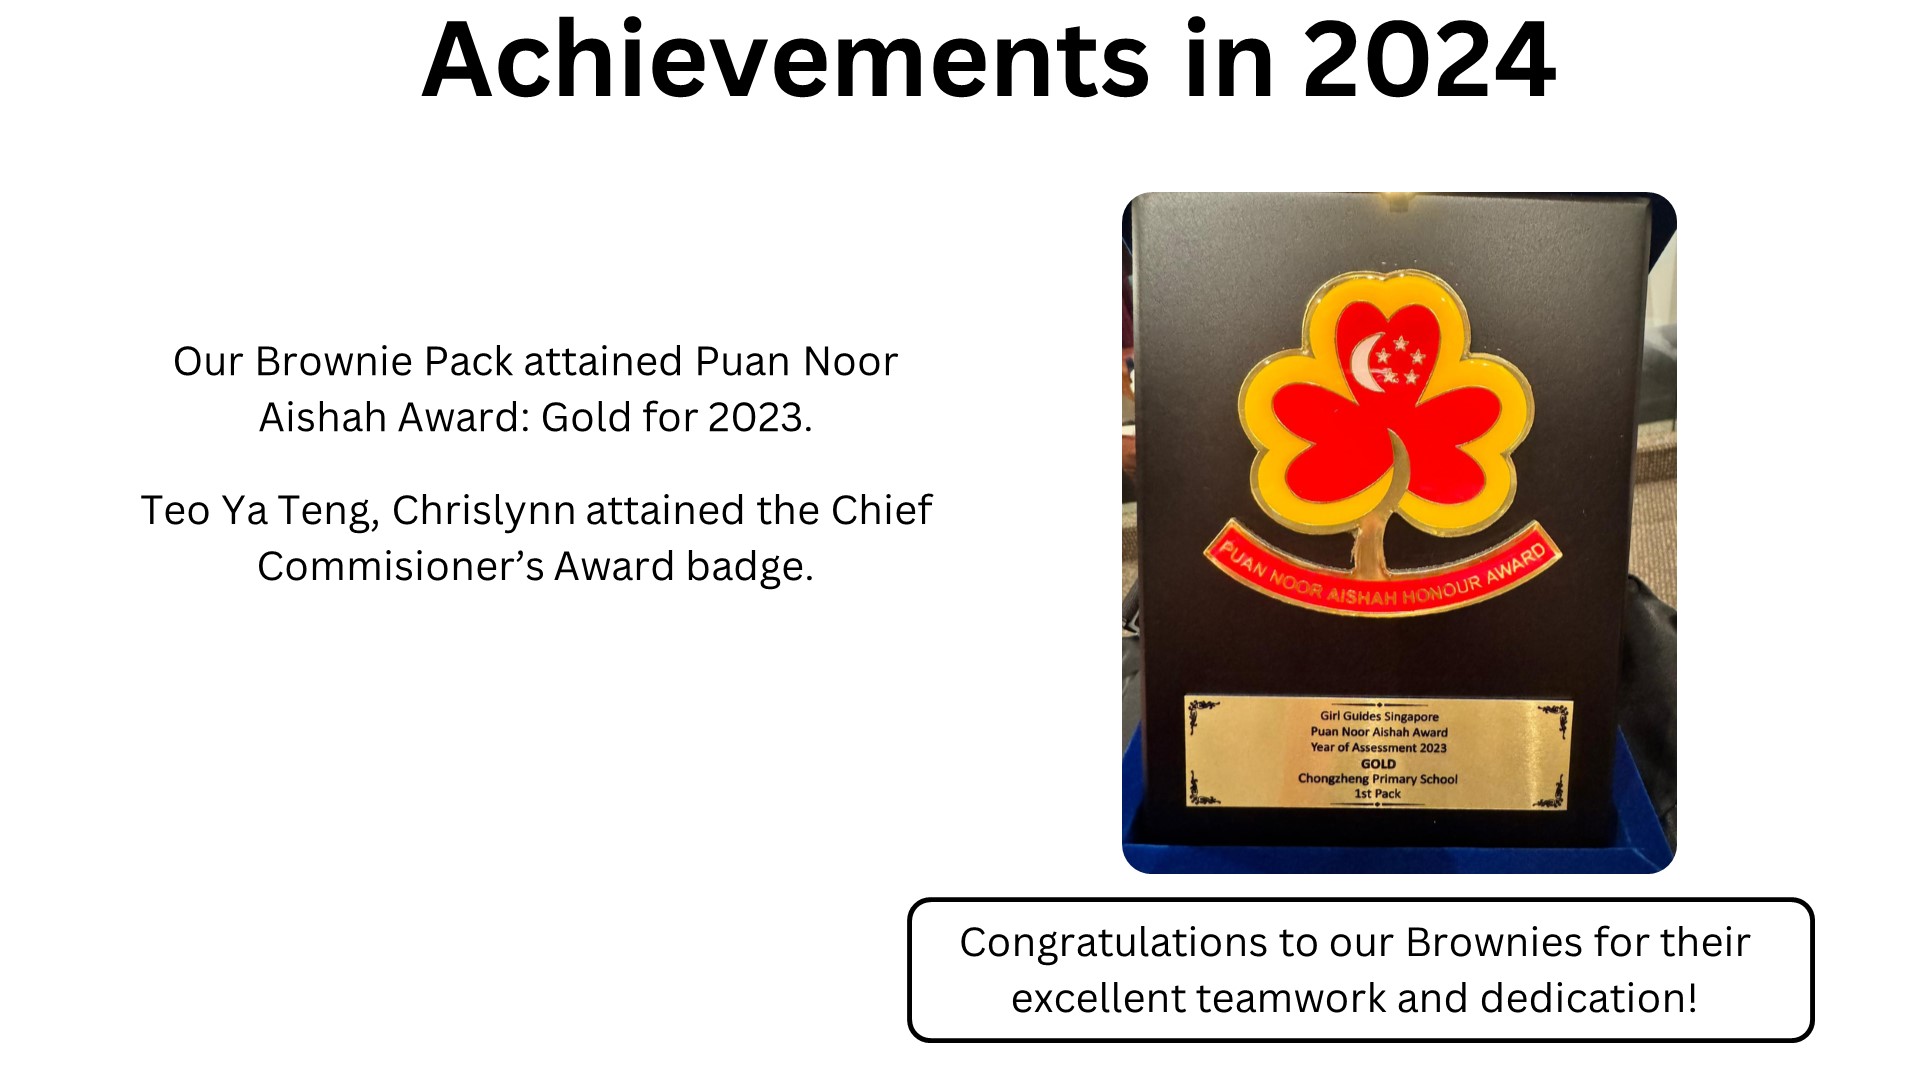 Achievements in 2024
Our Brownie Pack attained Puan Noor
Aishah Award: Gold for 2023.
Teo Ya Teng, Chrislynn attained the Chief
Commisioner’s Award badge.
PUAN NOOR AISHAH HONOUR AWARD
Girl Guides Singapore
Puan Noor Aishah Award
Year of Assessment 2023
GOLD
Chongzheng Primary School
1st Pack
Congratulations to our Brownies for their
excellent teamwork and dedication!